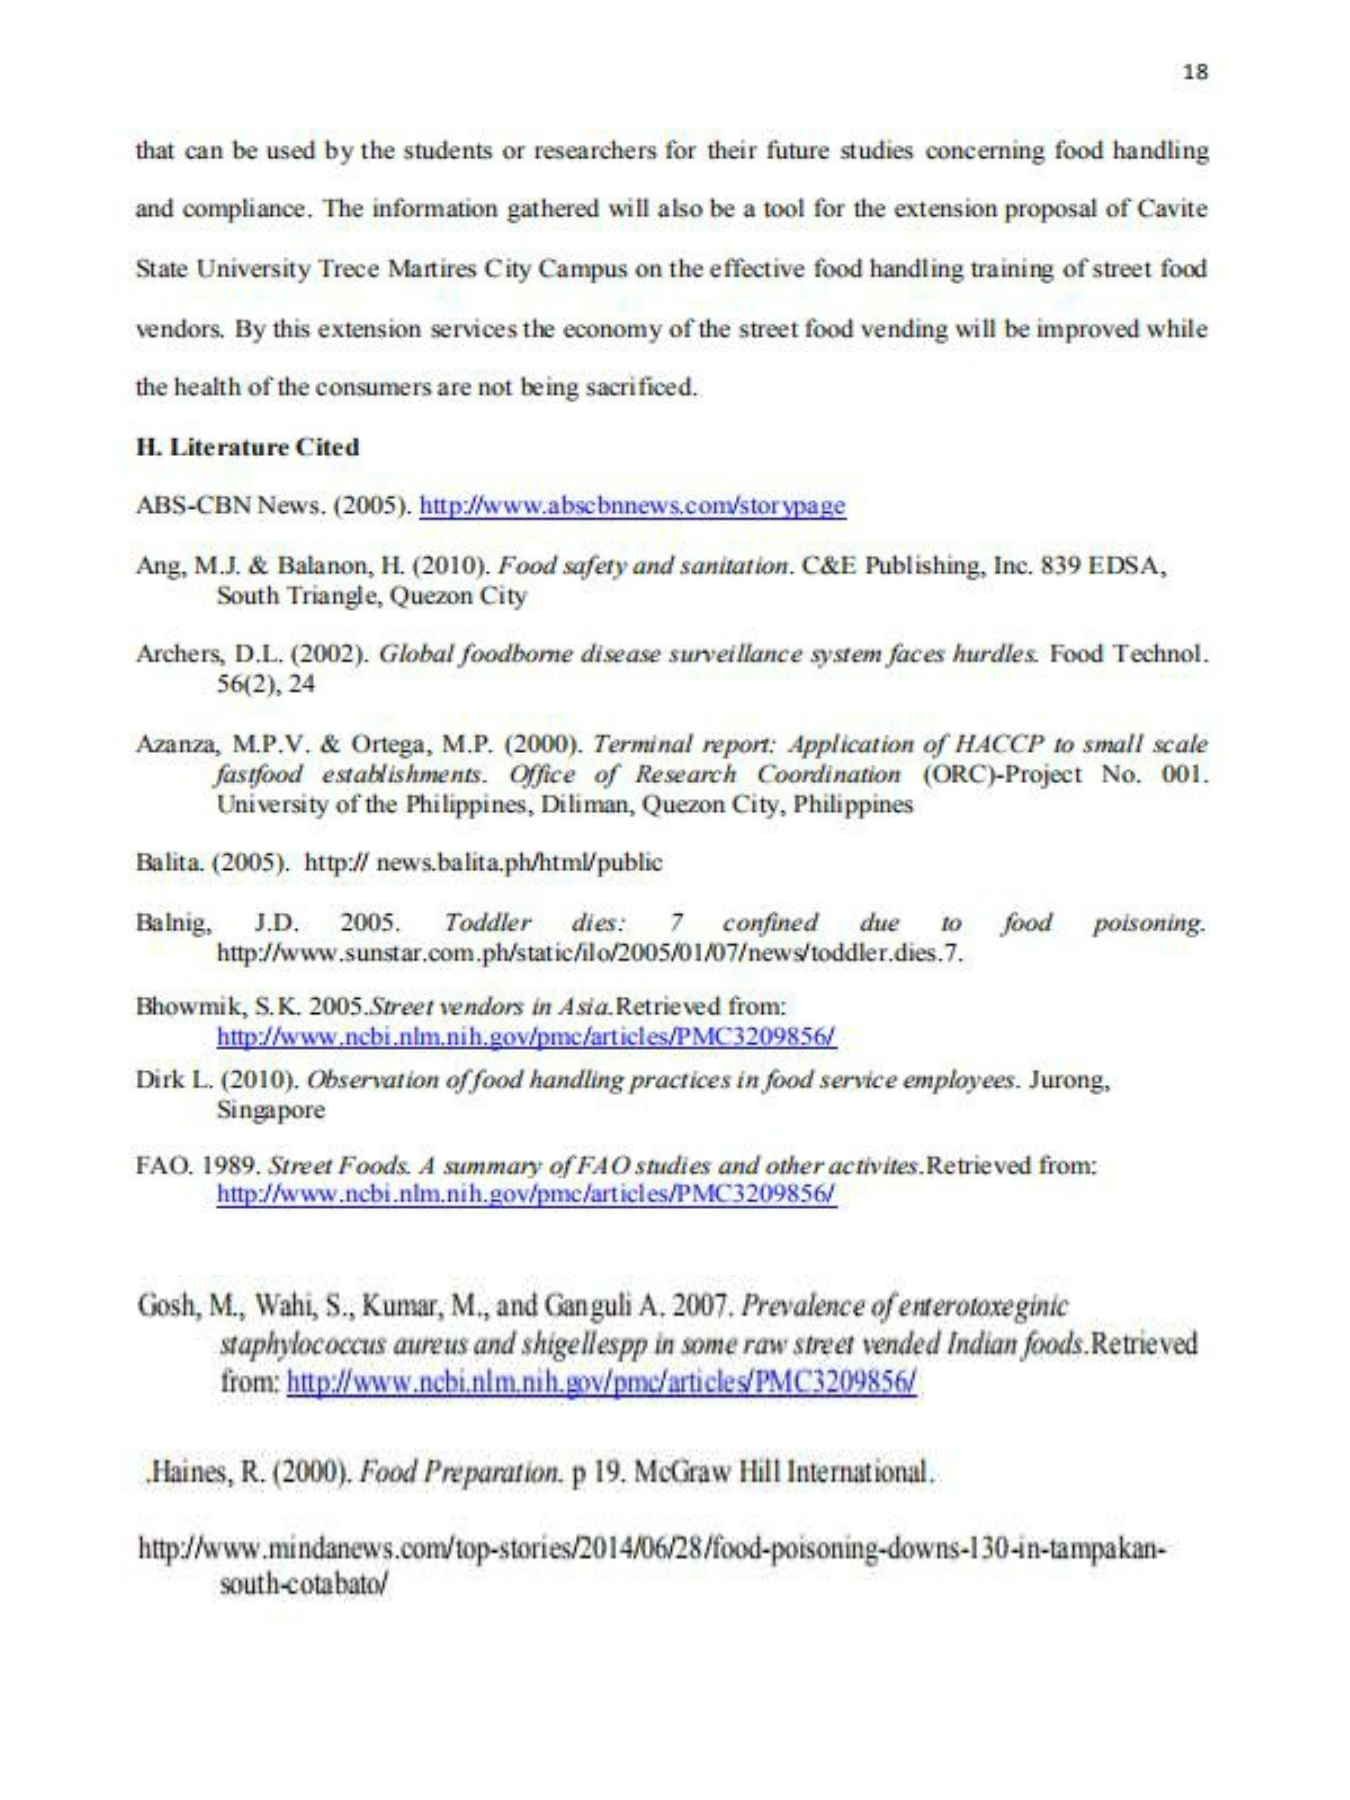 18
that can be used by the students or researchers for their future studies concerning food handling
and compliance. The information gathered will also be a tool for the extension proposal of Cavite
State University Trece Martires City Campus on the effective food handling training of street food
vendors. By this extension services the economy of the street food vending will be improved while
the health of the consumers are not being sacrificed.
H. Literature Cited
ABS-CBN News. (2005). http://www.abscbnnews.com/storypage
Ang, M.J. & Balanon, H. (2010). Food safety and sanitation. C&E Publishing, Inc. 839 EDSA,
South Triangle, Quezon City
Archers, D.L. (2002). Global foodborne disease surveillance system faces hurdles. Food Technol.
56(2), 24
Azanza, M.P.V. & Ortega, M.P. (2000). Terminal report: Application of HACCP to small scale
fastfood establishments. Office of Research Coordination (ORC)-Project No. 001.
University of the Philippines, Diliman, Quezon City, Philippines
Balita. (2005). http:// news.balita.ph/html/public
Balnig, J.D. 2005. Toddler dies: 7 confined due to food poisoning.
http://www.sunstar.com.ph/static/ilo/2005/01/07/news/toddler.dies.7.
Bhowmik, S.K. 2005.Street vendors in Asia.Retrieved from:
http://www.ncbi.nlm.nih.gov/pmc/articles/PMC3209856/
Dirk L. (2010). Observation of food handling practices in food service employees. Jurong,
Singapore
FAO. 1989. Street Foods. A summary of FAO studies and other activites.Retrieved from:
http://www.ncbi.nlm.nih.gov/pmc/articles/PMC3209856/
Gosh, M., Wahi, S., Kumar, M., and Ganguli A. 2007. Prevalence of enterotoxeginic
staphylococcus aureus and shigellespp in some raw street vended Indian foods.Retrieved
from: http://www.ncbi.nlm.nih.gov/pmc/articles/PMC3209856/
.Haines, R. (2000). Food Preparation. p 19. McGraw Hill International.
http://www.mindanews.com/top-stories/2014/06/28/food-poisoning-downs-130-in-tampakan-
south-cotabato/